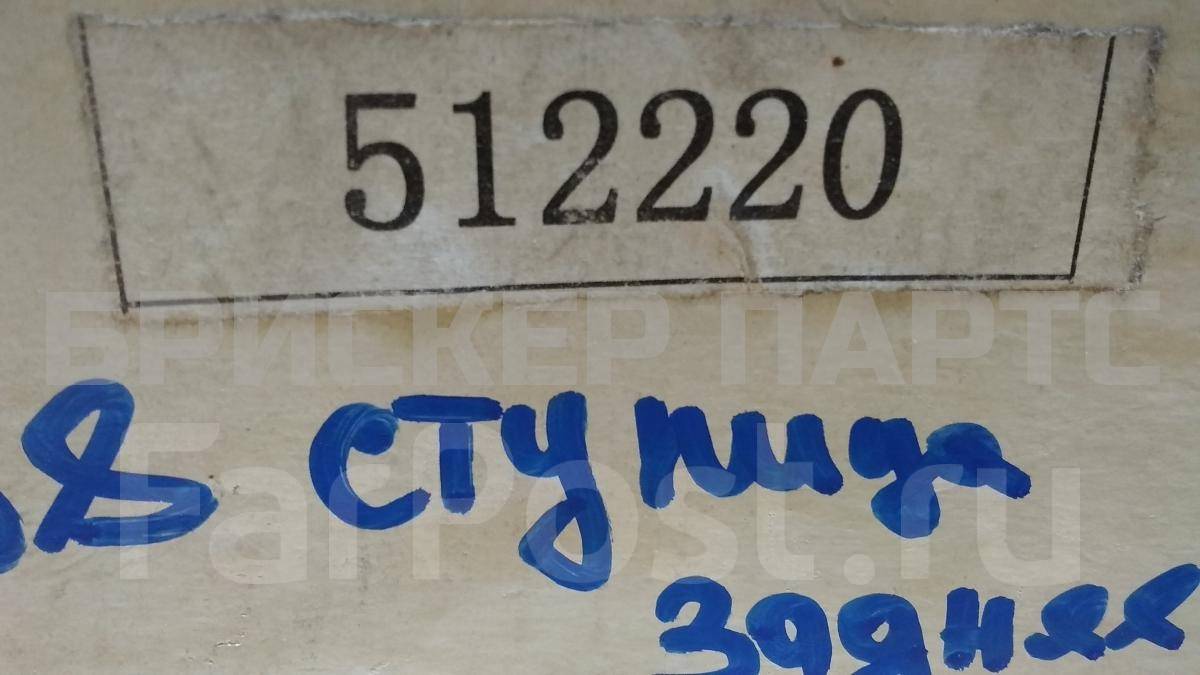 512220
БРИСКЕР ПАРТС
ступица
FarPost.ru
задняя